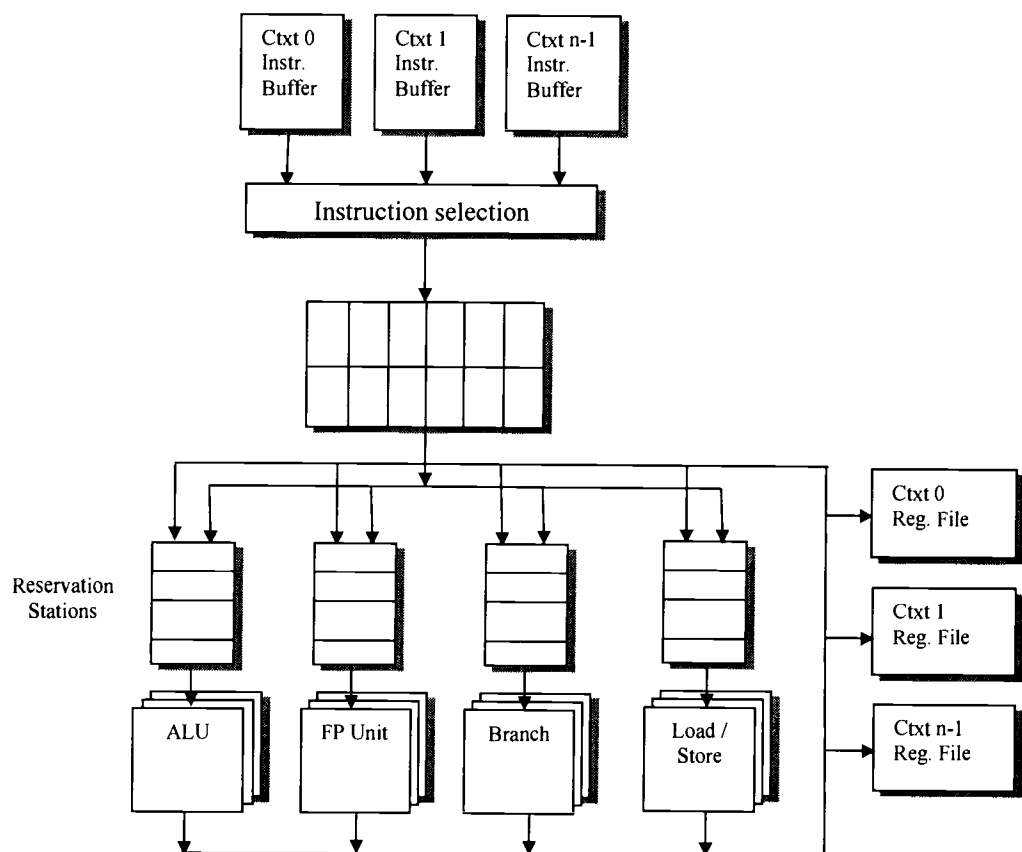 Ctxt 0
Instr.
Buffer
Ctxt 1
Instr.
Buffer
Ctxt n-1
Instr.
Buffer
Instruction selection
Ctxt 0
Reg. File
Reservation
Stations
Ctxt 1
Reg. File
ALU
FP Unit
Branch
Load /
Store
Ctxt n-1
Reg. File